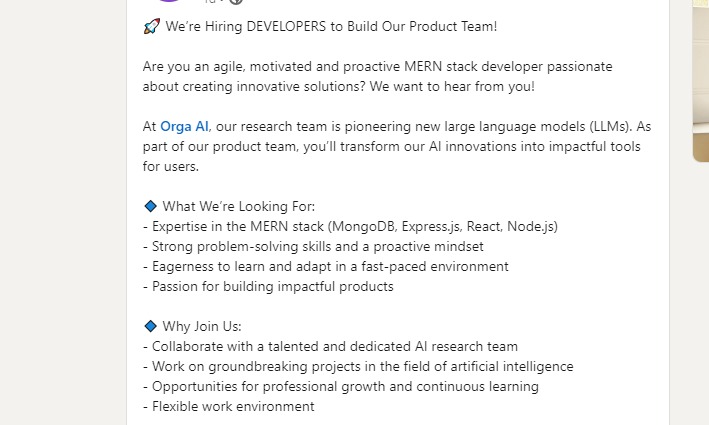 🚀 We're Hiring DEVELOPERS to Build Our Product Team!
Are you an agile, motivated and proactive MERN stack developer passionate
about creating innovative solutions? We want to hear from you!
At Orga AI, our research team is pioneering new large language models (LLMs). As
part of our product team, you'll transform our AI innovations into impactful tools
for users.
🔹 What We're Looking For:
- Expertise in the MERN stack (MongoDB, Express.js, React, Node.js)
- Strong problem-solving skills and a proactive mindset
- Eagerness to learn and adapt in a fast-paced environment
- Passion for building impactful products
🔹 Why Join Us:
- Collaborate with a talented and dedicated AI research team
- Work on groundbreaking projects in the field of artificial intelligence
- Opportunities for professional growth and continuous learning
- Flexible work environment